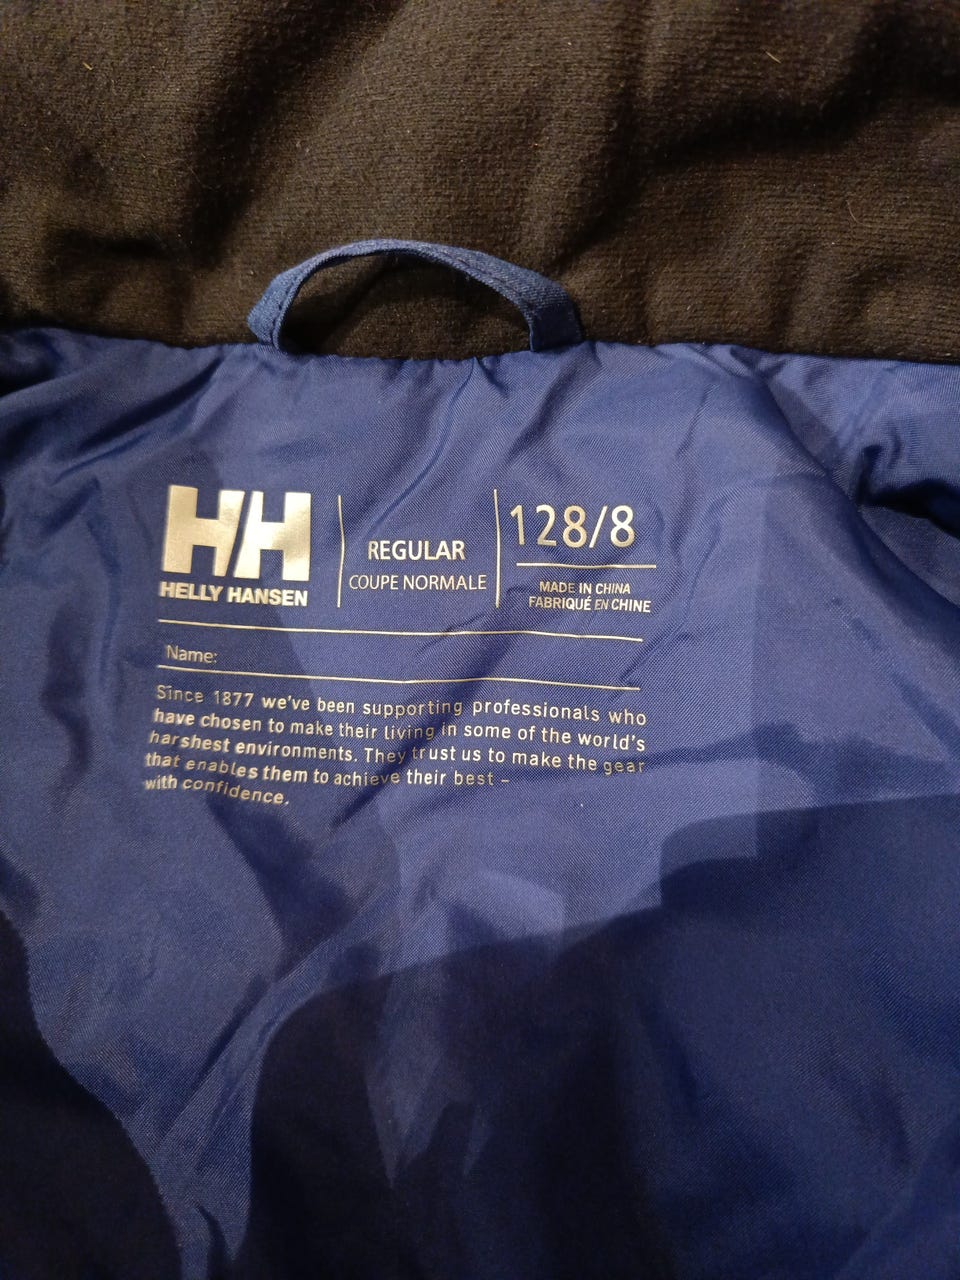 HH
HELLY HANSEN
REGULAR
COUPE NORMALE
128/8
MADE IN CHINA
FABRIQUÉ EN CHINE
Name:
Since 1877 we've been supporting professionals who
have chosen to make their living in some of the world's
harshest environments. They trust us to make the gear
that enables them to achieve their best –
with confidence.